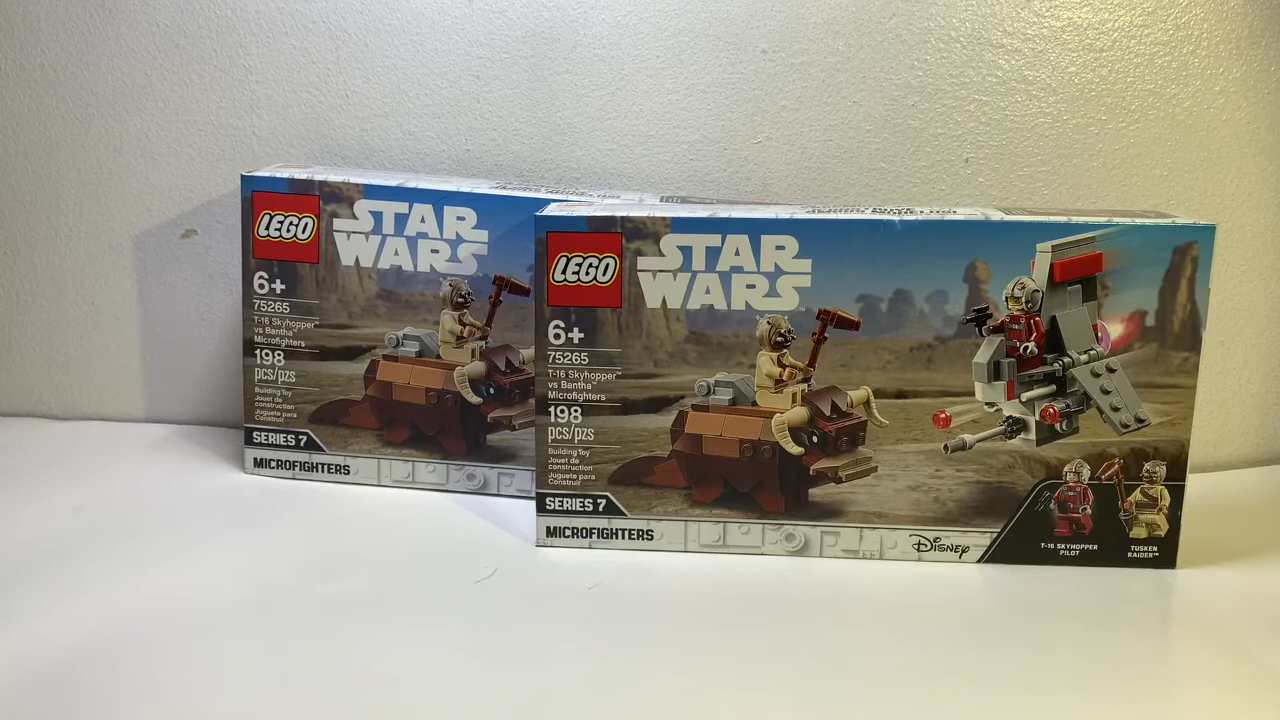 LEGO
STAR
WARS
6+
75265
T-16 Skyhopper™
vs Bantha™
Microfighters
198
pcs/pzs
Building Toy
Jouet de
construction
Juguete para
Construir
SERIES 7
MICROFIGHTERS
LEGO
STAR
WARS
6+
75265
T-16 Skyhopper™
vs Bantha™
Microfighters
198
pcs/pzs
Building Toy
Jouet de
construction
Juguete para
Construir
SERIES 7
MICROFIGHTERS
Disney
T-16 SKYHOPPER
PILOT
TUSKEN
RAIDER™